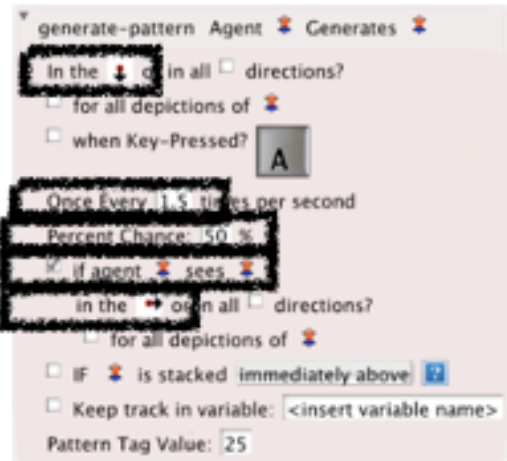 generate-pattern Agent Generates
In the or in all directions?
for all depictions of
when Key-Pressed? A
Once Every 1.5 times per second
Percent Chance: 50 %
if agent sees
in the or in all directions?
for all depictions of
IF is stacked immediately above ?
Keep track in variable: <insert variable name>
Pattern Tag Value: 25